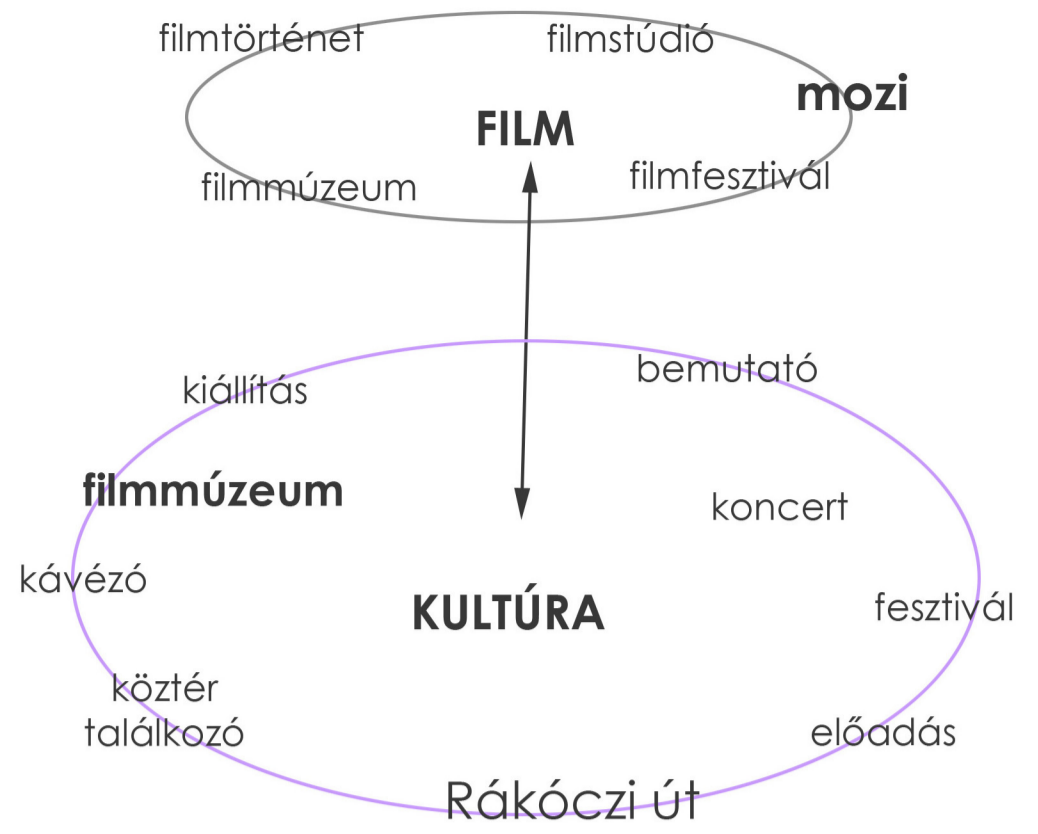 filmtörténet
filmstúdió
mozi
FILM
filmmúzeum
filmfesztivál
bemutató
kiállítás
filmmúzeum
koncert
kávézó
KULTÚRA
fesztivál
köztér
találkozó
előadás
Rákóczi út